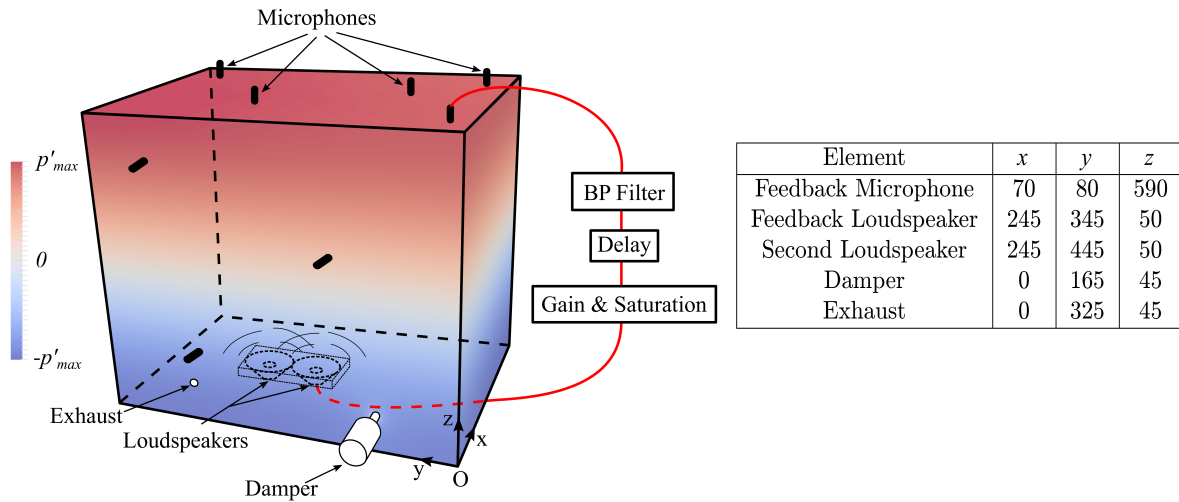 Microphones
p'max
0
-p'max
BP Filter
Delay
Gain & Saturation
Exhaust
Loudspeakers
Damper
z
x
y
O
Element x y z
Feedback Microphone 70 80 590
Feedback Loudspeaker 245 345 50
Second Loudspeaker 245 445 50
Damper 0 165 45
Exhaust 0 325 45